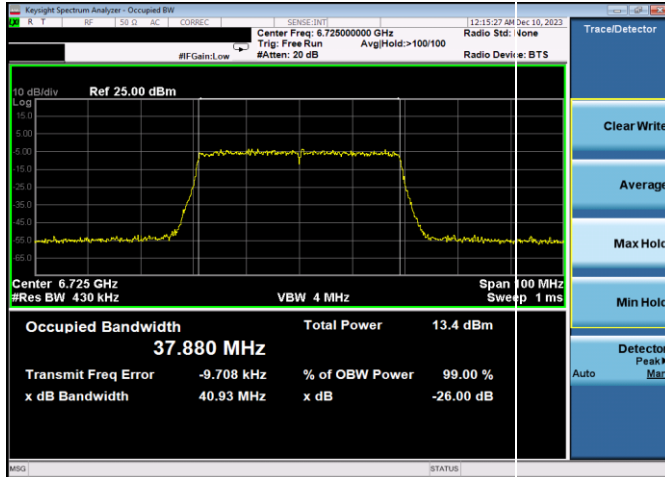 Keysight Spectrum Analyzer - Occupied BW
R T RF 50 Ω AC CORREC SENSE:INT 12:15:27 AM Dec 10, 2023
Center Freq: 6.725000000 GHz Radio Std: None
Trig: Free Run Avg|Hold:>100/100
#IFGain:Low #Atten: 20 dB Radio Device: BTS
Trace/Detector
10 dB/div Ref 25.00 dBm
Log
15.0
5.00
-5.00
-15.0
-25.0
-35.0
-45.0
-55.0
-65.0
Center 6.725 GHz Span 100 MHz
#Res BW 430 kHz VBW 4 MHz Sweep 1 ms
Occupied Bandwidth Total Power 13.4 dBm
37.880 MHz
Transmit Freq Error -9.708 kHz % of OBW Power 99.00 %
x dB Bandwidth 40.93 MHz x dB -26.00 dB
Clear Write
Average
Max Hold
Min Hold
Detector
Peak
Auto Man
MSG STATUS